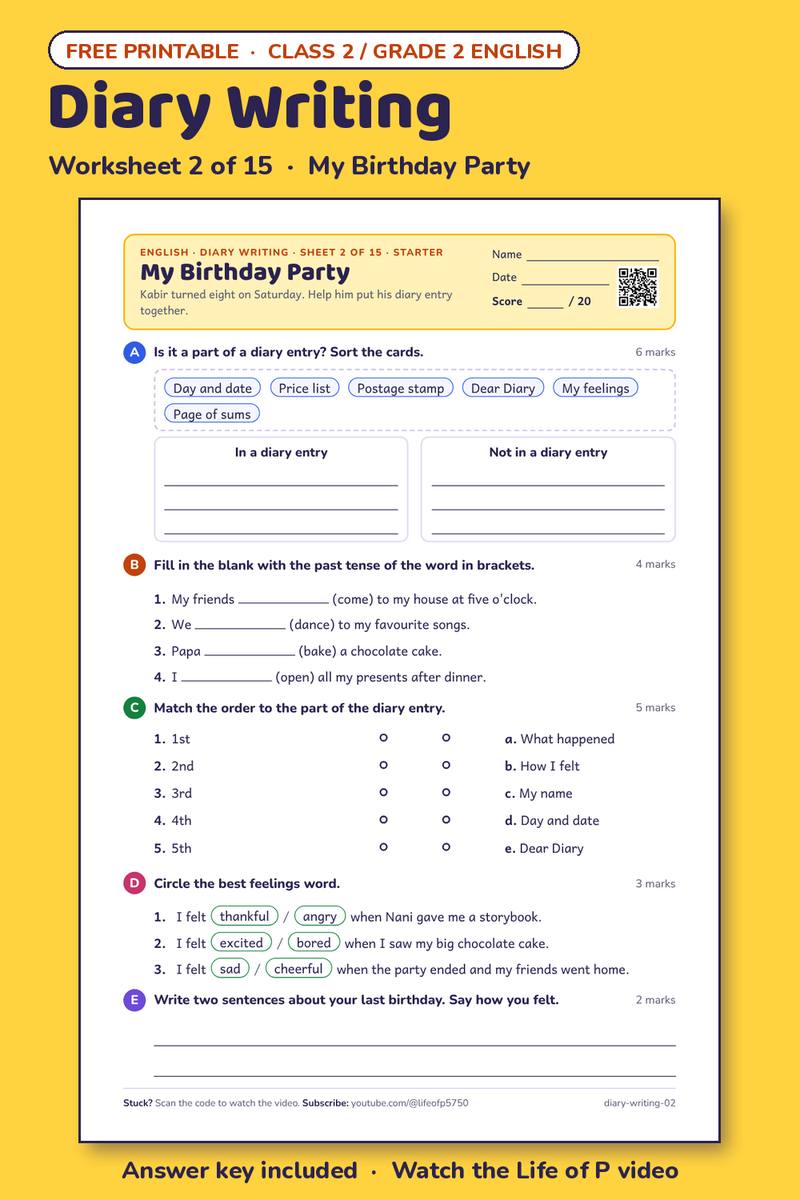 FREE PRINTABLE · CLASS 2 / GRADE 2 ENGLISH
Diary Writing
Worksheet 2 of 15 · My Birthday Party
ENGLISH · DIARY WRITING · SHEET 2 OF 15 · STARTER
My Birthday Party
Kabir turned eight on Saturday. Help him put his diary entry
together.
Name
Date
Score ______ / 20
A Is it a part of a diary entry? Sort the cards. 6 marks
Day and date Price list Postage stamp Dear Diary My feelings
Page of sums
In a diary entry Not in a diary entry
B Fill in the blank with the past tense of the word in brackets. 4 marks
1. My friends ______ (come) to my house at five o'clock.
2. We ______ (dance) to my favourite songs.
3. Papa ______ (bake) a chocolate cake.
4. I ______ (open) all my presents after dinner.
C Match the order to the part of the diary entry. 5 marks
1. 1st a. What happened
2. 2nd b. How I felt
3. 3rd c. My name
4. 4th d. Day and date
5. 5th e. Dear Diary
D Circle the best feelings word. 3 marks
1. I felt thankful / angry when Nani gave me a storybook.
2. I felt excited / bored when I saw my big chocolate cake.
3. I felt sad / cheerful when the party ended and my friends went home.
E Write two sentences about your last birthday. Say how you felt. 2 marks
Stuck? Scan the code to watch the video. Subscribe: youtube.com/@lifeofp5750 diary-writing-02
Answer key included · Watch the Life of P video